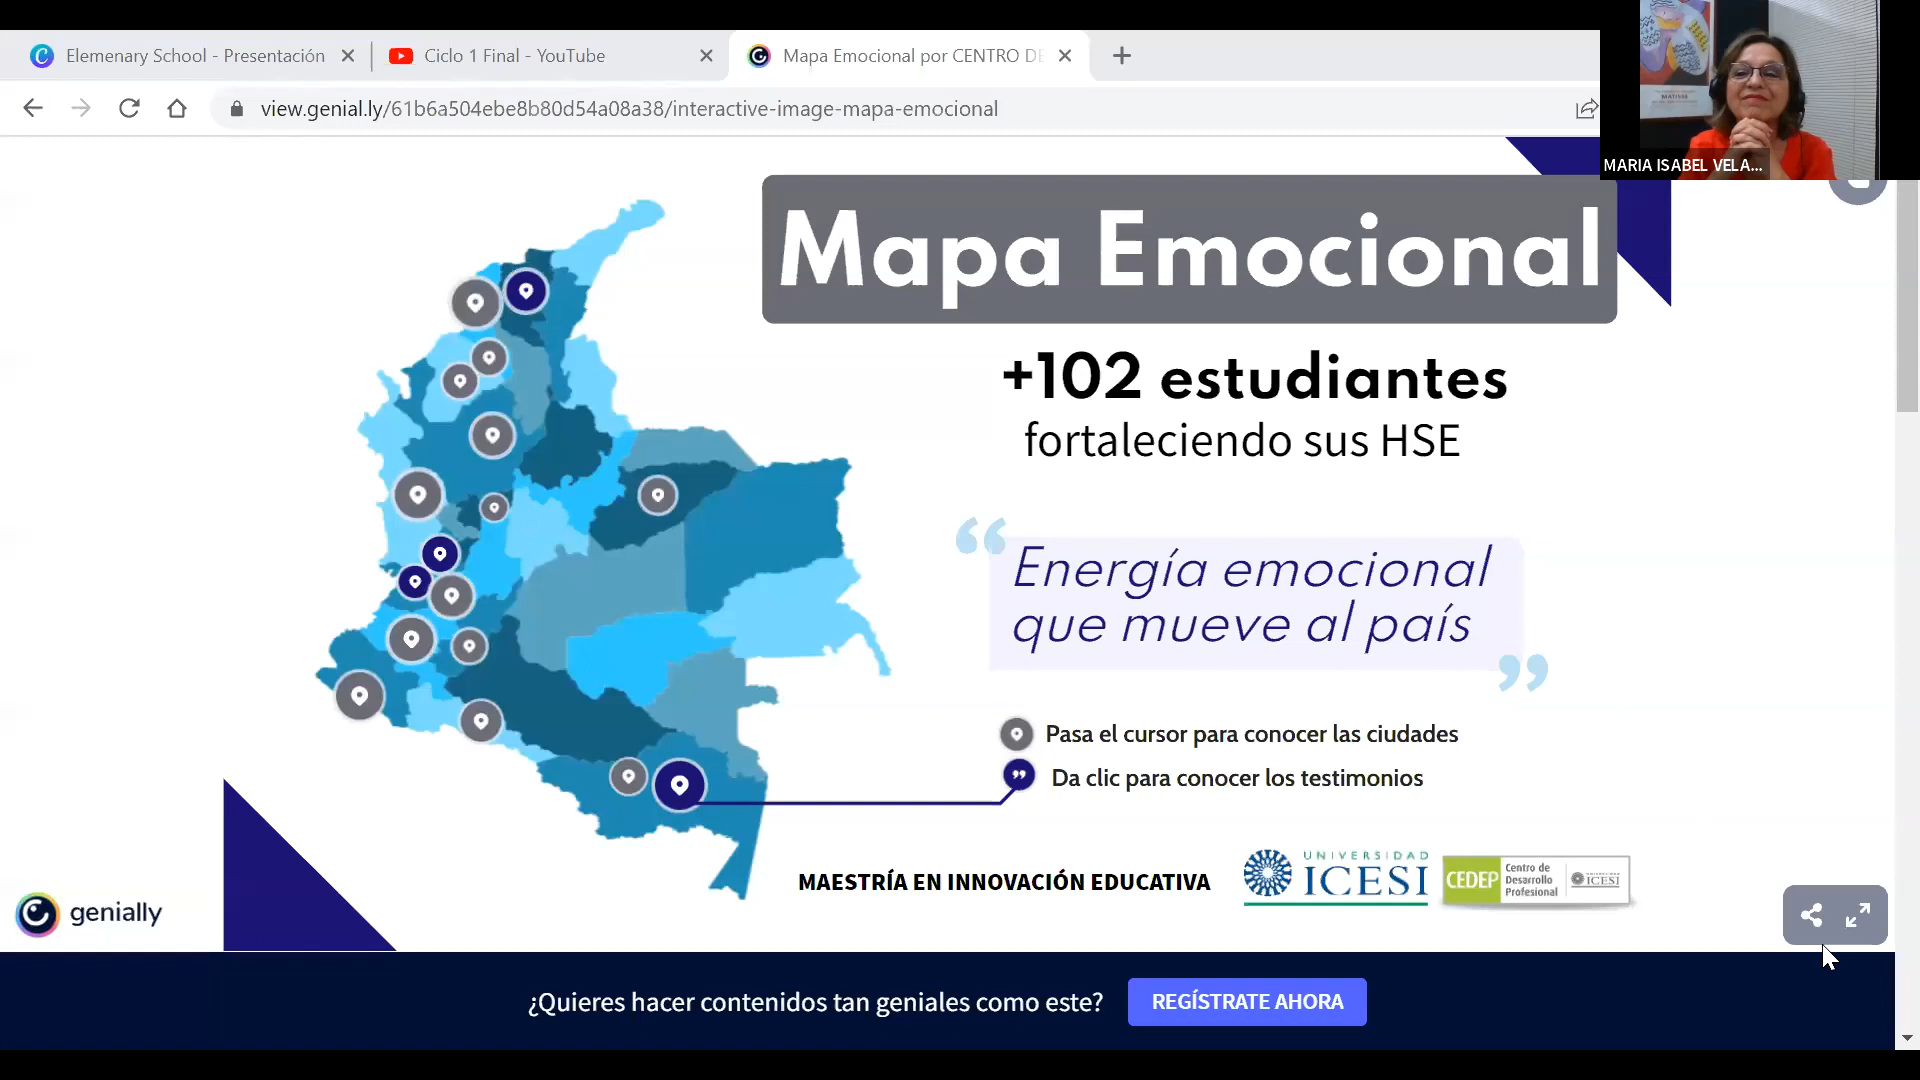 Elemenary School - Presentación
Ciclo 1 Final - YouTube
Mapa Emocional por CENTRO DE
view.genial.ly/61b6a504ebe8b80d54a08a38/interactive-image-mapa-emocional
MARIA ISABEL VELA...
Mapa Emocional
+102 estudiantes
fortaleciendo sus HSE
“Energía emocional
que mueve al país”
Pasa el cursor para conocer las ciudades
Da clic para conocer los testimonios
MAESTRÍA EN INNOVACIÓN EDUCATIVA
UNIVERSIDAD
ICESI
CEDEP
Centro de
Desarrollo
Profesional
ICESI
genially
¿Quieres hacer contenidos tan geniales como este?
REGÍSTRATE AHORA